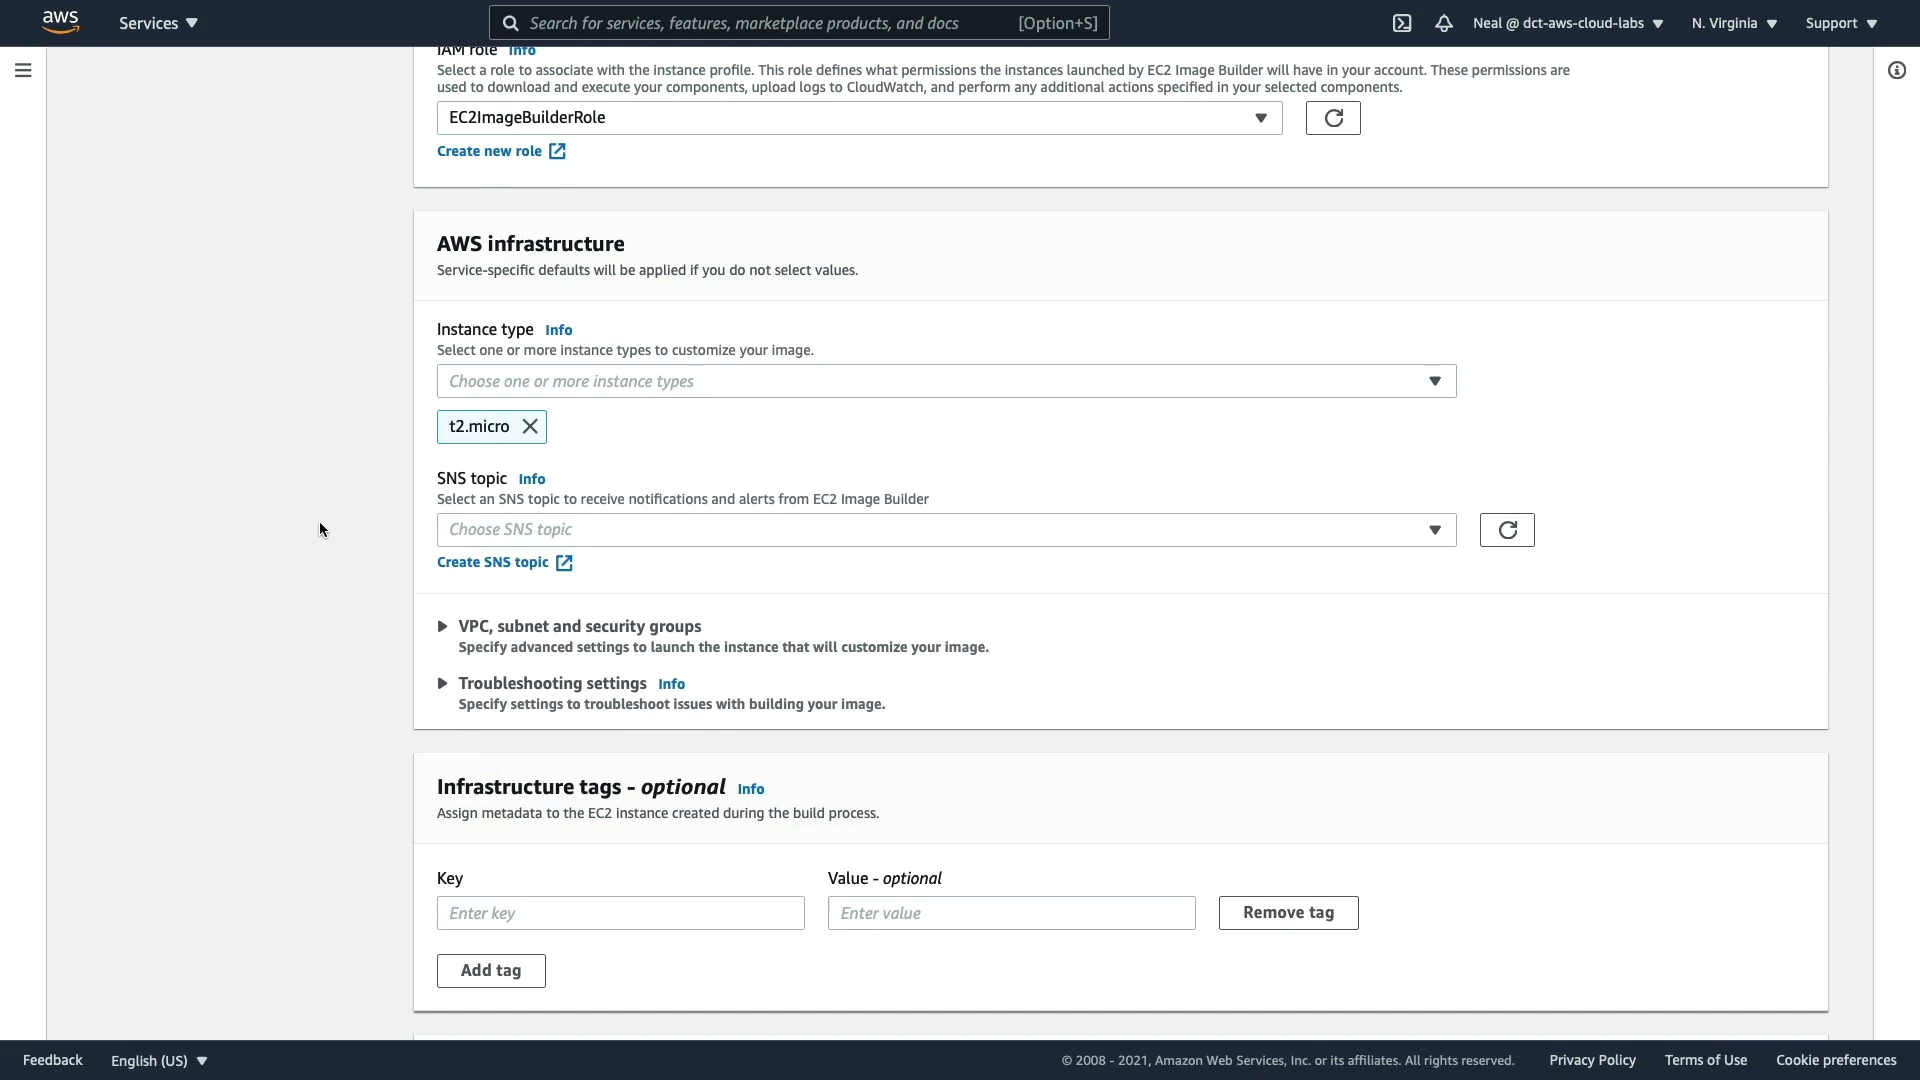 aws
Services
Search for services, features, marketplace products, and docs [Option+S]
Neal @ dct-aws-cloud-labs
N. Virginia
Support
IAM role Info
Select a role to associate with the instance profile. This role defines what permissions the instances launched by EC2 Image Builder will have in your account. These permissions are
used to download and execute your components, upload logs to CloudWatch, and perform any additional actions specified in your selected components.
EC2ImageBuilderRole
Create new role
AWS infrastructure
Service-specific defaults will be applied if you do not select values.
Instance type Info
Select one or more instance types to customize your image.
Choose one or more instance types
t2.micro
SNS topic Info
Select an SNS topic to receive notifications and alerts from EC2 Image Builder
Choose SNS topic
Create SNS topic
VPC, subnet and security groups
Specify advanced settings to launch the instance that will customize your image.
Troubleshooting settings Info
Specify settings to troubleshoot issues with building your image.
Infrastructure tags - optional Info
Assign metadata to the EC2 instance created during the build process.
Key
Value - optional
Enter key
Enter value
Remove tag
Add tag
Feedback
English (US)
© 2008 - 2021, Amazon Web Services, Inc. or its affiliates. All rights reserved.
Privacy Policy
Terms of Use
Cookie preferences